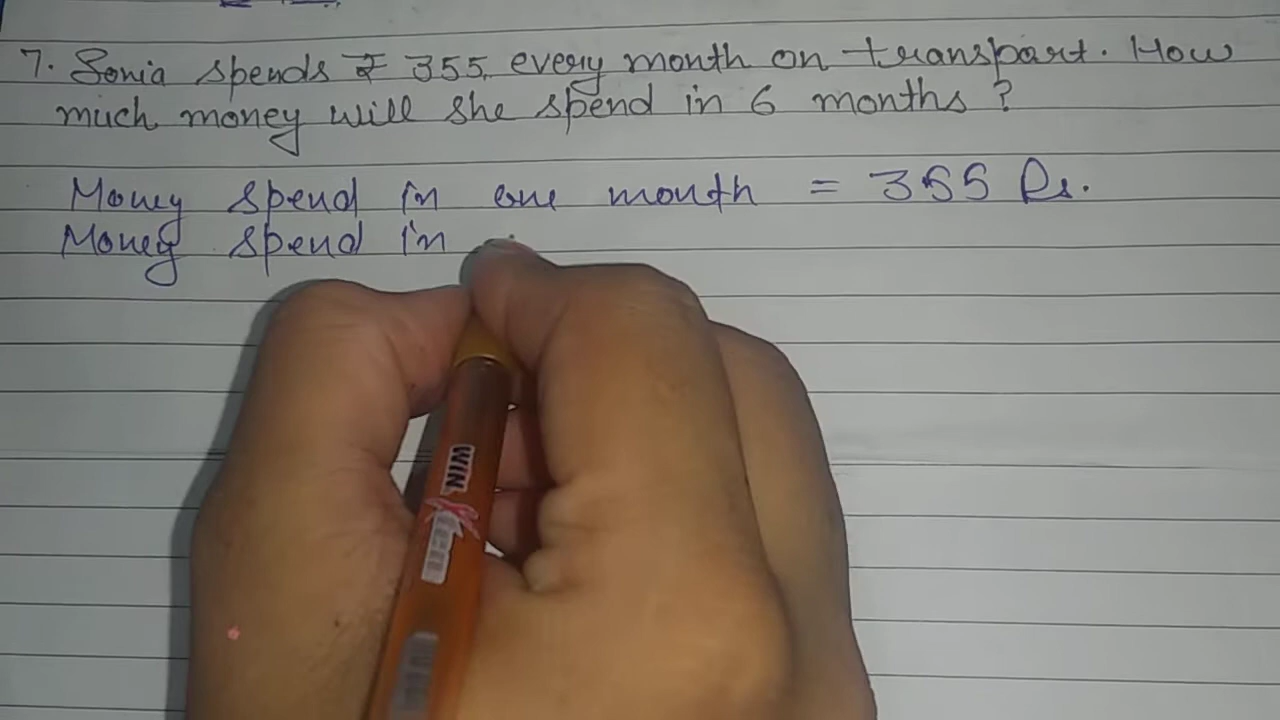 7. Sonia spends ₹ 355 every month on transport. How
much money will she spend in 6 months ?
Money spend in one month = 355 Rs.
Money spend in
WIN